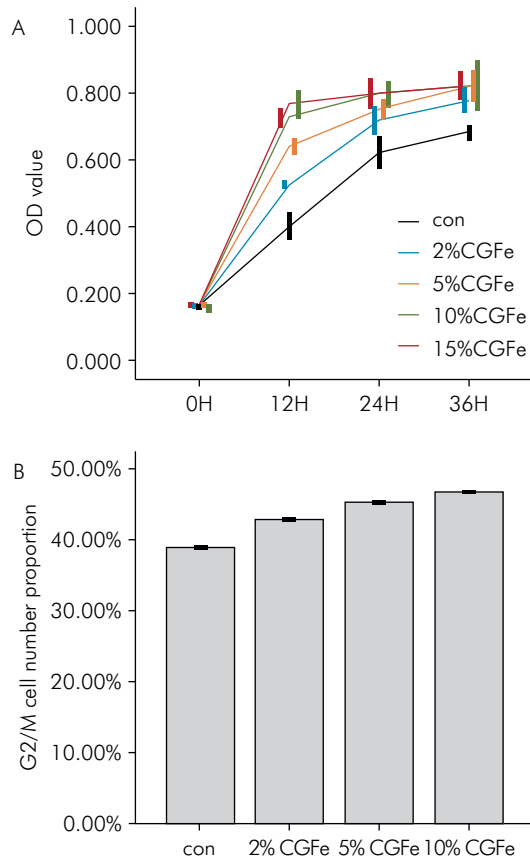 A
OD value
1.000
0.800
0.600
0.400
0.200
0.000
con
2%CGFe
5%CGFe
10%CGFe
15%CGFe
0H 12H 24H 36H
B
G2/M cell number proportion
50.00%
40.00%
30.00%
20.00%
10.00%
0.00%
con 2% CGFe 5% CGFe 10% CGFe